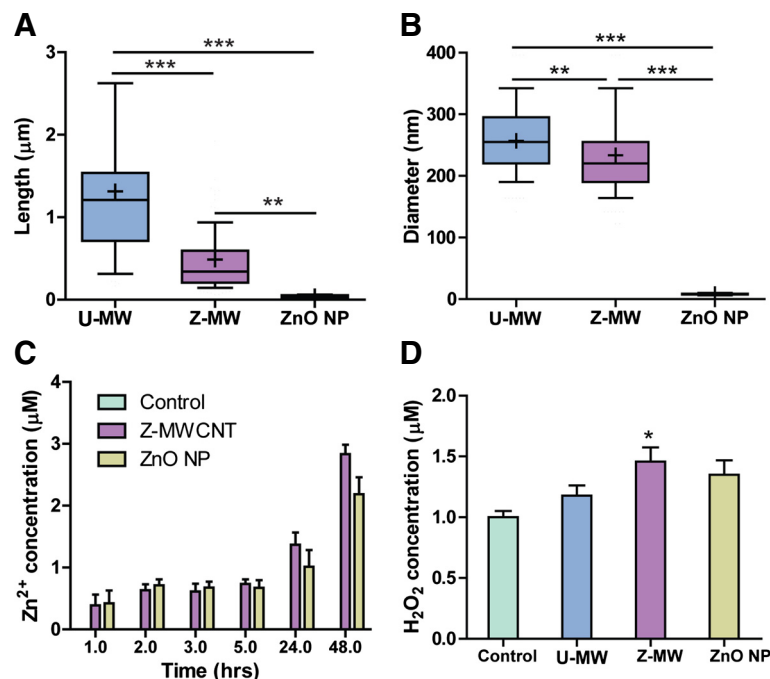 A
Length (μm)
3
2
1
0
***
***
**
U-MW
Z-MW
ZnO NP
B
Diameter (nm)
400
300
200
100
0
***
**
***
U-MW
Z-MW
ZnO NP
C
Zn2+ concentration (μM)
4
3
2
1
0
Control
Z-MWCNT
ZnO NP
1.0 2.0 3.0 5.0 24.0 48.0
Time (hrs)
D
H2O2 concentration (μM)
2.0
1.5
1.0
0.5
0.0
*
Control
U-MW
Z-MW
ZnO NP